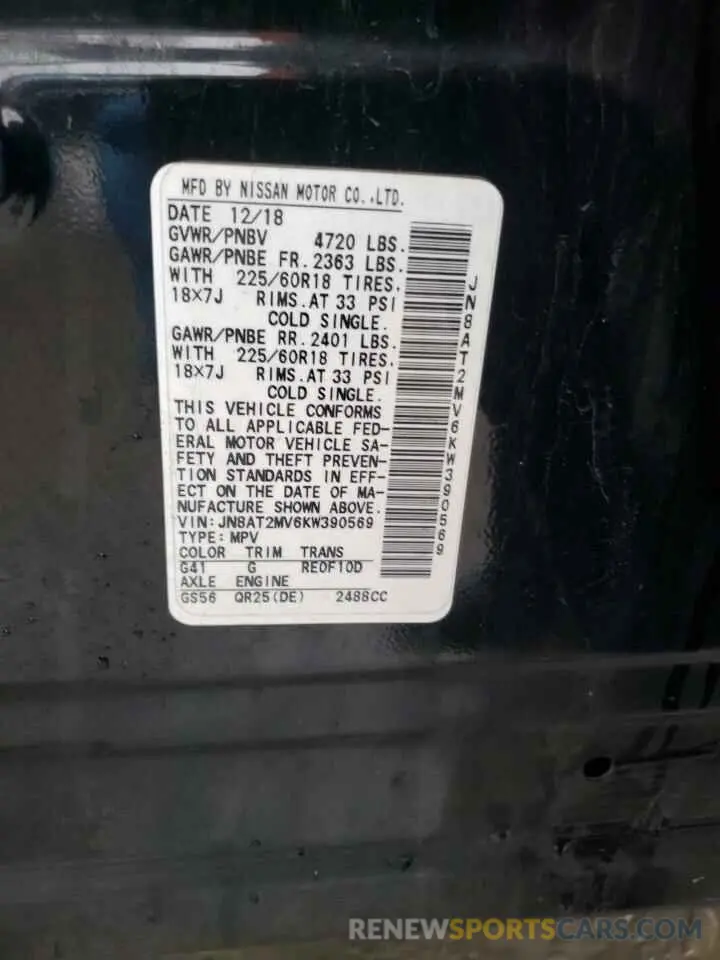 MFD BY NISSAN MOTOR CO.,LTD.
DATE 12/18
GVWR/PNBV 4720 LBS.
GAWR/PNBE FR. 2363 LBS.
WITH 225/60R18 TIRES.
18X7J RIMS. AT 33 PSI
COLD SINGLE.
GAWR/PNBE RR. 2401 LBS.
WITH 225/60R18 TIRES.
18X7J RIMS. AT 33 PSI
COLD SINGLE.
THIS VEHICLE CONFORMS
TO ALL APPLICABLE FED-
ERAL MOTOR VEHICLE SA-
FETY AND THEFT PREVEN-
TION STANDARDS IN EFF-
ECT ON THE DATE OF MA-
NUFACTURE SHOWN ABOVE.
VIN: JN8AT2MV6KW390569
TYPE: MPV
COLOR TRIM TRANS
G41 G RE0F10D
AXLE ENGINE
GS56 QR25(DE) 2488CC
JN8AT2MV6KW390569
RENEWSPORTSCARS.COM